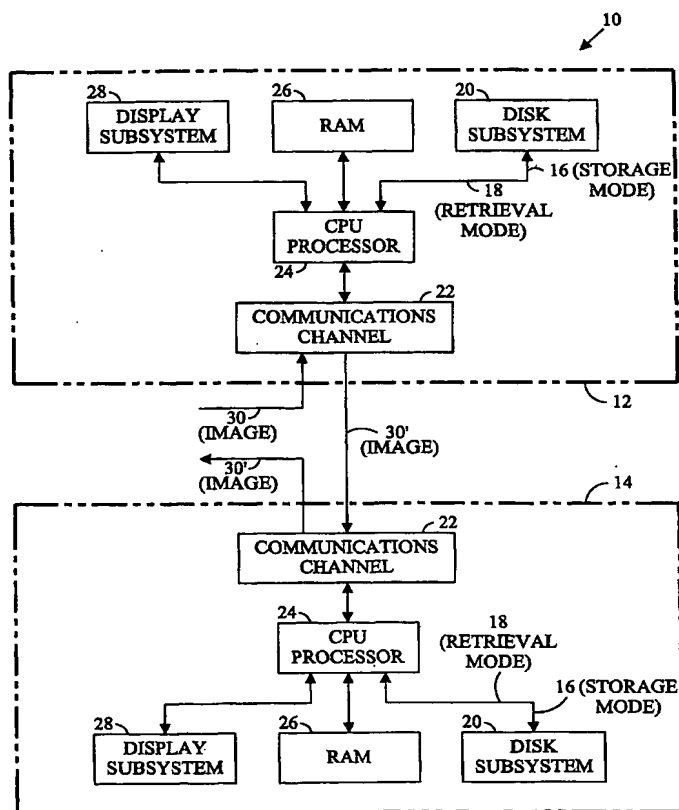 10
28
DISPLAY
SUBSYSTEM
26
RAM
20
DISK
SUBSYSTEM
16 (STORAGE
MODE)
18
(RETRIEVAL
MODE)
CPU
PROCESSOR
24
22
COMMUNICATIONS
CHANNEL
12
30
(IMAGE)
30'
(IMAGE)
30'
(IMAGE)
14
22
COMMUNICATIONS
CHANNEL
24
CPU
PROCESSOR
18
(RETRIEVAL
MODE)
16 (STORAGE
MODE)
28
DISPLAY
SUBSYSTEM
26
RAM
20
DISK
SUBSYSTEM